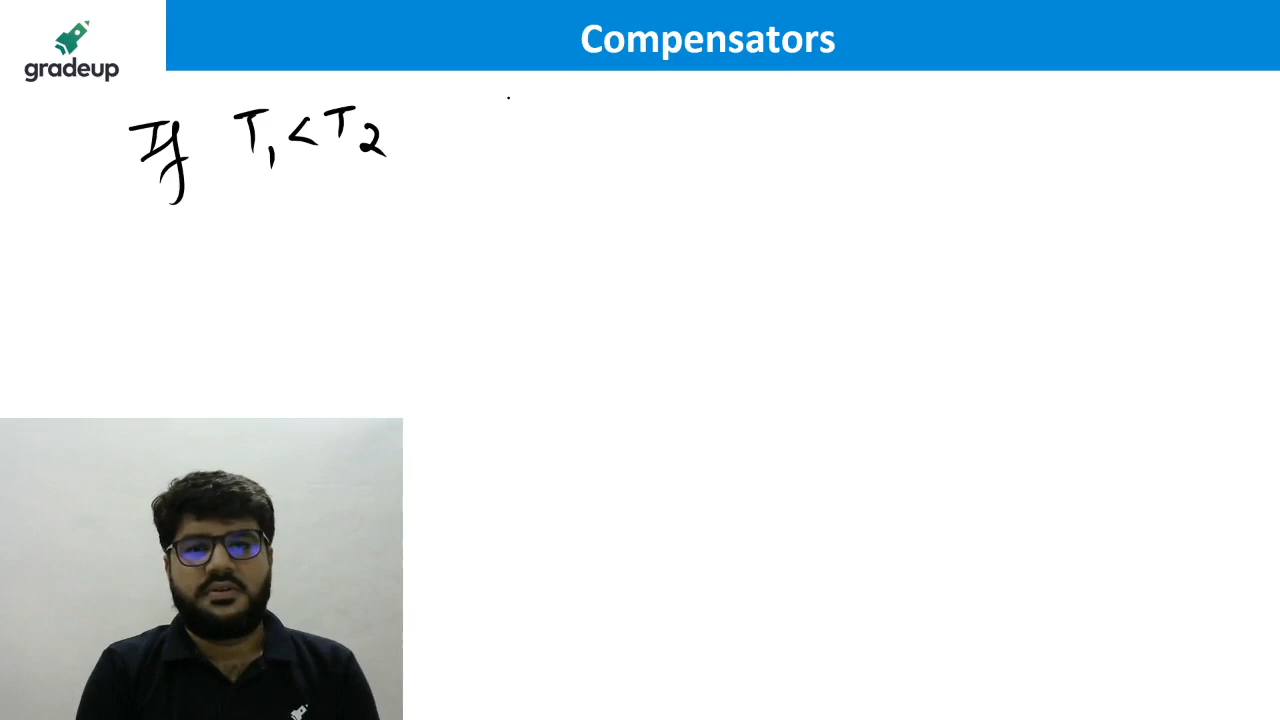 gradeup
Compensators
If T₁ < T₂